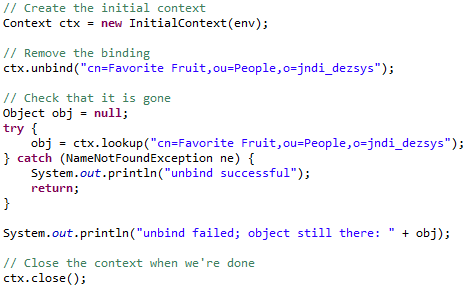 // Create the initial context
Context ctx = new InitialContext(env);
// Remove the binding
ctx.unbind("cn=Favorite Fruit,ou=People,o=jndi_dezsys");
// Check that it is gone
Object obj = null;
try {
    obj = ctx.lookup("cn=Favorite Fruit,ou=People,o=jndi_dezsys");
} catch (NameNotFoundException ne) {
    System.out.println("unbind successful");
    return;
}
System.out.println("unbind failed; object still there: " + obj);
// Close the context when we're done
ctx.close();